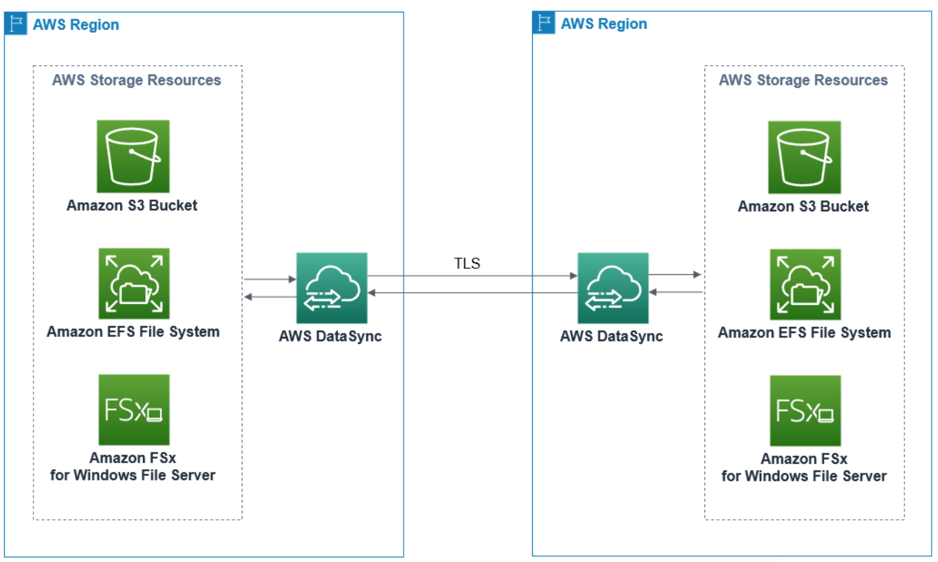 AWS Region
AWS Storage Resources
Amazon S3 Bucket
Amazon EFS File System
FSx
Amazon FSx
for Windows File Server
AWS DataSync
TLS
AWS Region
AWS DataSync
AWS Storage Resources
Amazon S3 Bucket
Amazon EFS File System
FSx
Amazon FSx
for Windows File Server